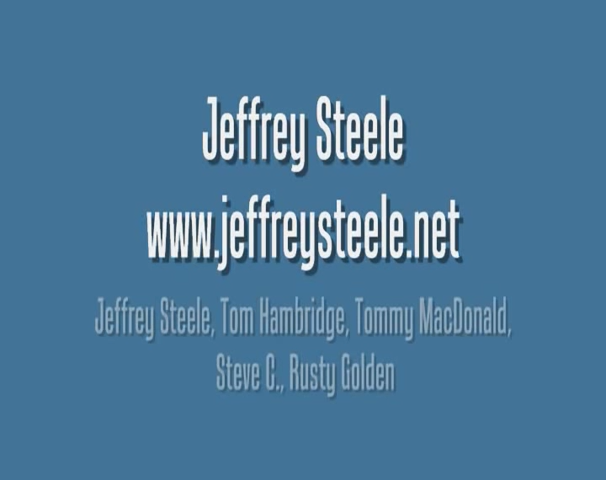 Jeffrey Steele
www.jeffreysteele.net
Jeffrey Steele, Tom Hambridge, Tommy MacDonald,
Steve C., Rusty Golden